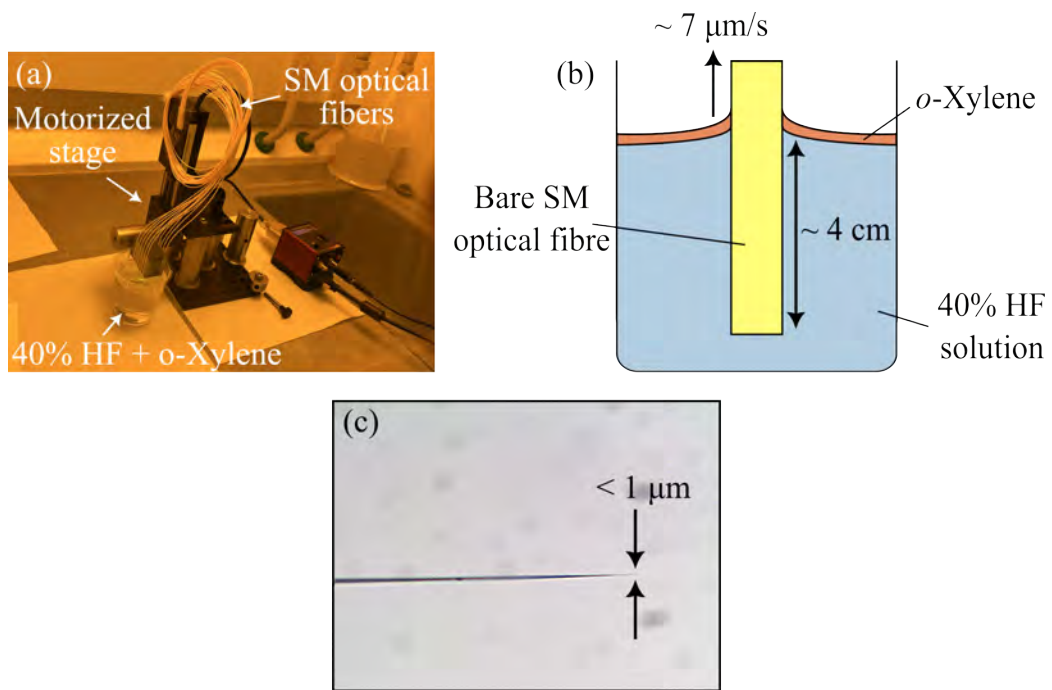 (a)
SM optical
fibers
Motorized
stage
40% HF + o-Xylene
(b)
~ 7 μm/s
o-Xylene
Bare SM
optical fibre
~ 4 cm
40% HF
solution
(c)
< 1 μm